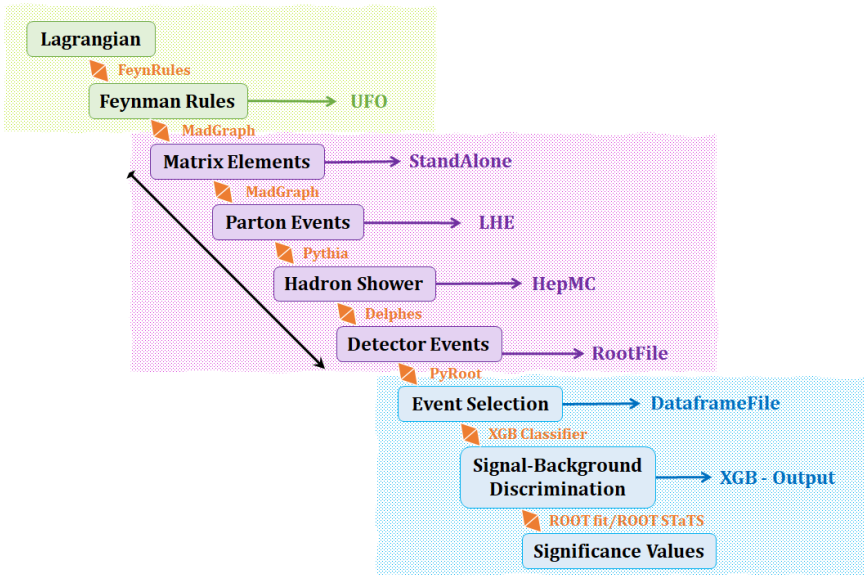 Lagrangian
FeynRules
Feynman Rules
UFO
MadGraph
Matrix Elements
StandAlone
MadGraph
Parton Events
LHE
Pythia
Hadron Shower
HepMC
Delphes
Detector Events
RootFile
PyRoot
Event Selection
DataframeFile
XGB Classifier
Signal-Background
Discrimination
XGB - Output
ROOT fit/ROOT STaTS
Significance Values